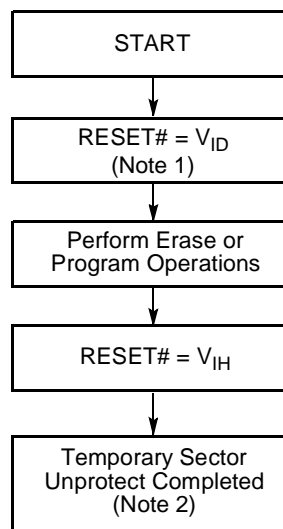 START
RESET# = VID
(Note 1)
Perform Erase or
Program Operations
RESET# = VIH
Temporary Sector
Unprotect Completed
(Note 2)